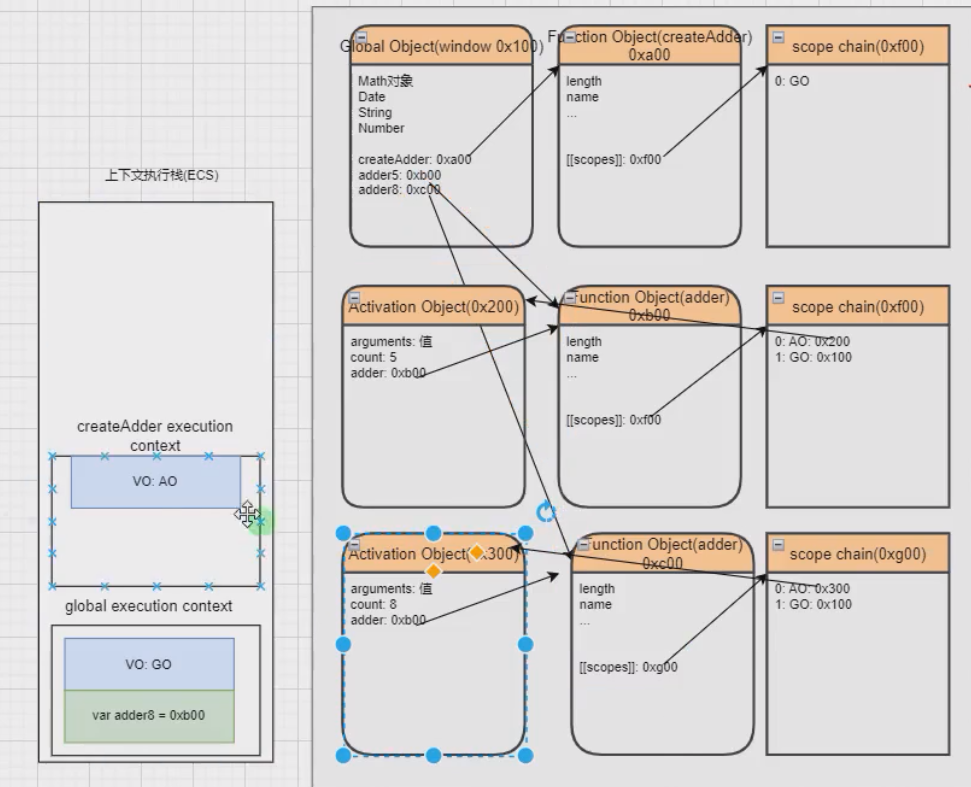 上下文执行栈(ECS)
createAdder execution
context
VO: AO
global execution context
VO: GO
var adder8 = 0xb00
Global Object(window 0x100)
Math对象
Date
String
Number
createAdder: 0xa00
adder5: 0xb00
adder8: 0xc00
Function Object(createAdder)
0xa00
length
name
...
[[scopes]]: 0xf00
scope chain(0xf00)
0: GO
Activation Object(0x200)
arguments: 值
count: 5
adder: 0xb00
Function Object(adder)
0xb00
length
name
...
[[scopes]]: 0xf00
scope chain(0xf00)
0: AO: 0x200
1: GO: 0x100
Activation Object(0x300)
arguments: 值
count: 8
adder: 0xb00
Function Object(adder)
0xc00
length
name
...
[[scopes]]: 0xg00
scope chain(0xg00)
0: AO: 0x300
1: GO: 0x100